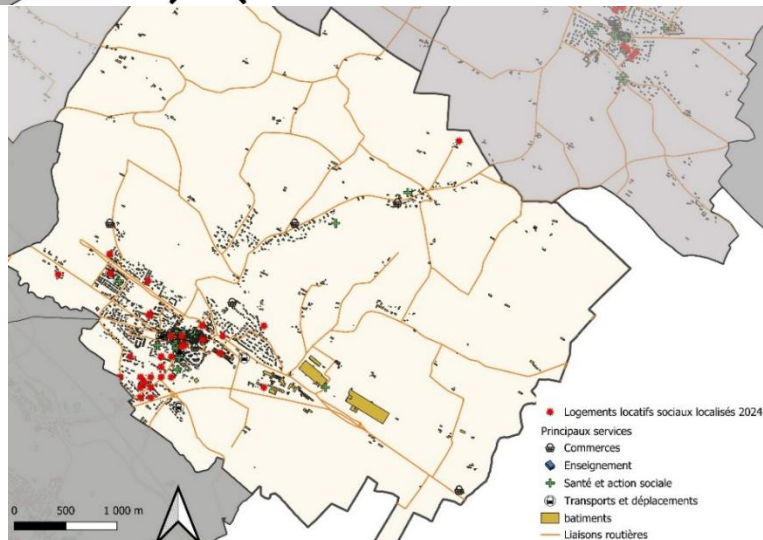 Logements locatifs sociaux localisés 2024
Principaux services
Commerces
Enseignement
Santé et action sociale
Transports et déplacements
batiments
Liaisons routières
0 500 1 000 m